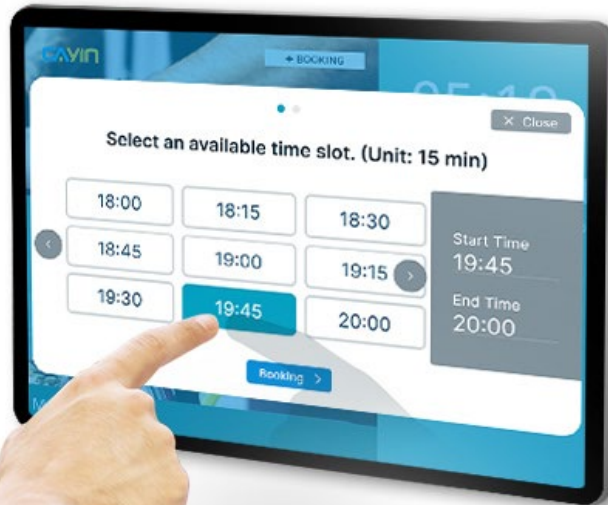 GAYIN
+ BOOKING
× Close
Select an available time slot. (Unit: 15 min)
18:00 18:15 18:30
18:45 19:00 19:15
19:30 19:45 20:00
Start Time
19:45
End Time
20:00
Booking >